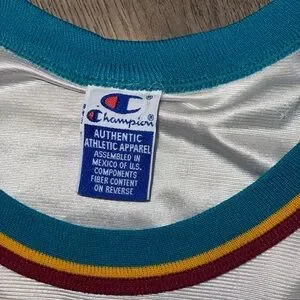 Champion
AUTHENTIC
ATHLETIC APPAREL
ASSEMBLED IN
MEXICO OF U.S.
COMPONENTS
FIBER CONTENT
ON REVERSE